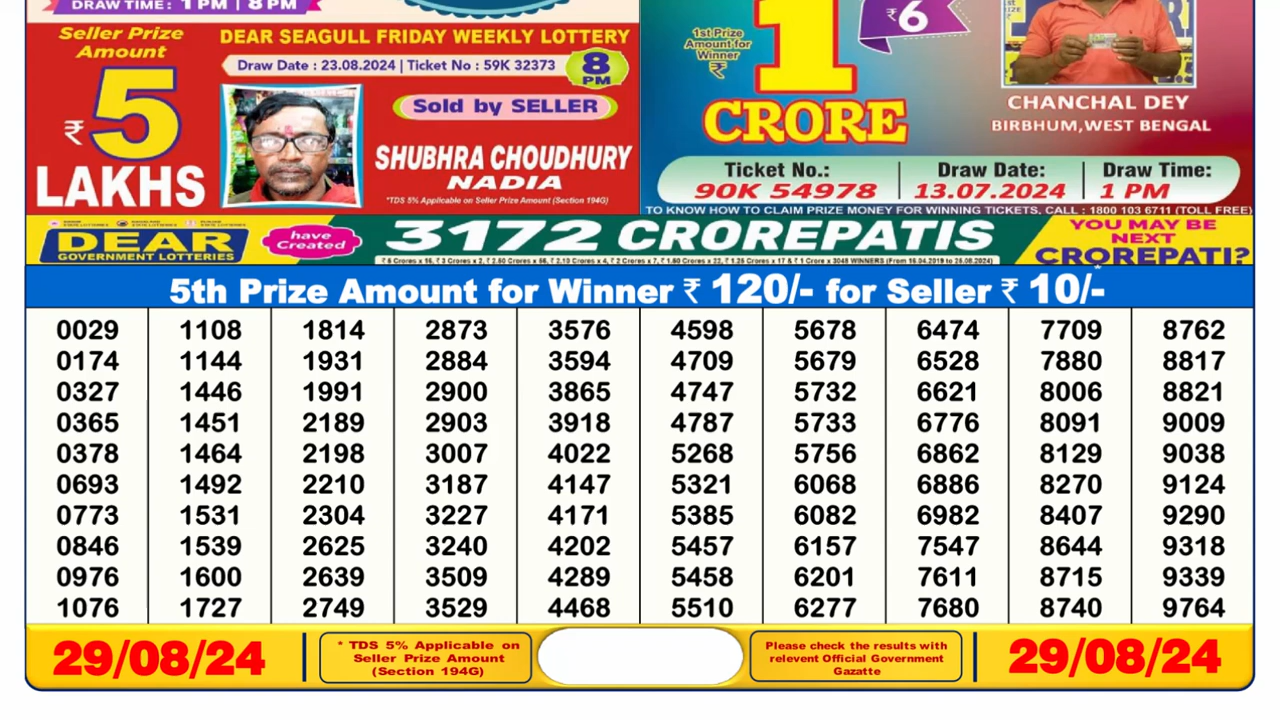 DRAW TIME: 1 PM | 8 PM
Seller Prize
Amount
₹ 5
LAKHS
DEAR SEAGULL FRIDAY WEEKLY LOTTERY
Draw Date : 23.08.2024 | Ticket No : 59K 32373
8
PM
Sold by SELLER
SHUBHRA CHOUDHURY
NADIA
*TDS 5% Applicable on Seller Prize Amount (Section 194G)
1st Prize
Amount for
Winner
₹
1
CRORE
₹6
CHANCHAL DEY
BIRBHUM,WEST BENGAL
Ticket No.: Draw Date: Draw Time:
90K 54978 13.07.2024 1 PM
TO KNOW HOW TO CLAIM PRIZE MONEY FOR WINNING TICKETS, CALL : 1800 103 6711 (TOLL FREE)
DEAR
GOVERNMENT LOTTERIES
have
Created
3172 CROREPATIS
YOU MAY BE
NEXT
CROREPATI?
5th Prize Amount for Winner ₹ 120/- for Seller ₹ 10/-
0029 1108 1814 2873 3576 4598 5678 6474 7709 8762
0174 1144 1931 2884 3594 4709 5679 6528 7880 8817
0327 1446 1991 2900 3865 4747 5732 6621 8006 8821
0365 1451 2189 2903 3918 4787 5733 6776 8091 9009
0378 1464 2198 3007 4022 5268 5756 6862 8129 9038
0693 1492 2210 3187 4147 5321 6068 6886 8270 9124
0773 1531 2304 3227 4171 5385 6082 6982 8407 9290
0846 1539 2625 3240 4202 5457 6157 7547 8644 9318
0976 1600 2639 3509 4289 5458 6201 7611 8715 9339
1076 1727 2749 3529 4468 5510 6277 7680 8740 9764
29/08/24
* TDS 5% Applicable on
Seller Prize Amount
(Section 194G)
Please check the results with
relevent Official Government
Gazatte
29/08/24